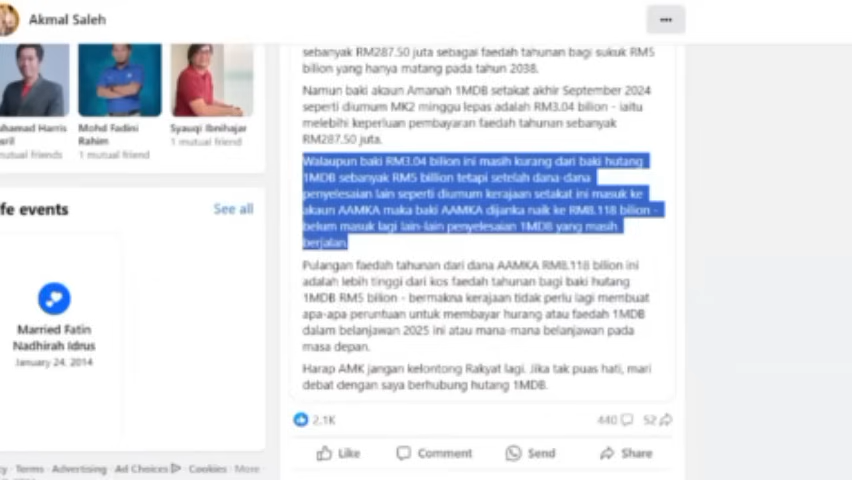 Akmal Saleh
Mohd Fadini
Rahim
1 mutual friend
Syauqi Ibnihajar
1 mutual friend
mutual friends
life events
See all
Married Fatin
Nadhirah Idrus
January 24, 2014
Terms · Advertising · Ad Choices · Cookies · More
sebanyak RM287.50 juta sebagai faedah tahunan bagi sukuk RM5
bilion yang hanya matang pada tahun 2038.
Namun baki akaun Amanah 1MDB setakat akhir September 2024
seperti diumum MK2 minggu lepas adalah RM3.04 bilion - iaitu
melebihi keperluan pembayaran faedah tahunan sebanyak
RM287.50 juta.
Walaupun baki RM3.04 bilion ini masih kurang dari baki hutang
1MDB sebanyak RM5 billion tetapi setelah dana-dana
penyelesaian lain seperti diumum kerajaan setakat ini masuk ke
akaun AAMKA maka baki AAMKA dijanka naik ke RM8.118 bilion -
belum masuk lagi lain-lain penyelesaian 1MDB yang masih
berjalan.
Pulangan faedah tahunan dari dana AAMKA RM8.118 bilion ini
adalah lebih tinggi dari kos faedah tahunan bagi baki hutang
1MDB RM5 bilion - bermakna kerajaan tidak perlu lagi membuat
apa-apa peruntuan untuk membayar hurang atau faedah 1MDB
dalam belanjawan 2025 ini atau mana-mana belanjawan pada
masa depan.
Harap AMK jangan kelontong Rakyat lagi. Jika tak puas hati, mari
debat dengan saya berhubung hutang 1MDB.
2.1K
440
52
Like
Comment
Send
Share